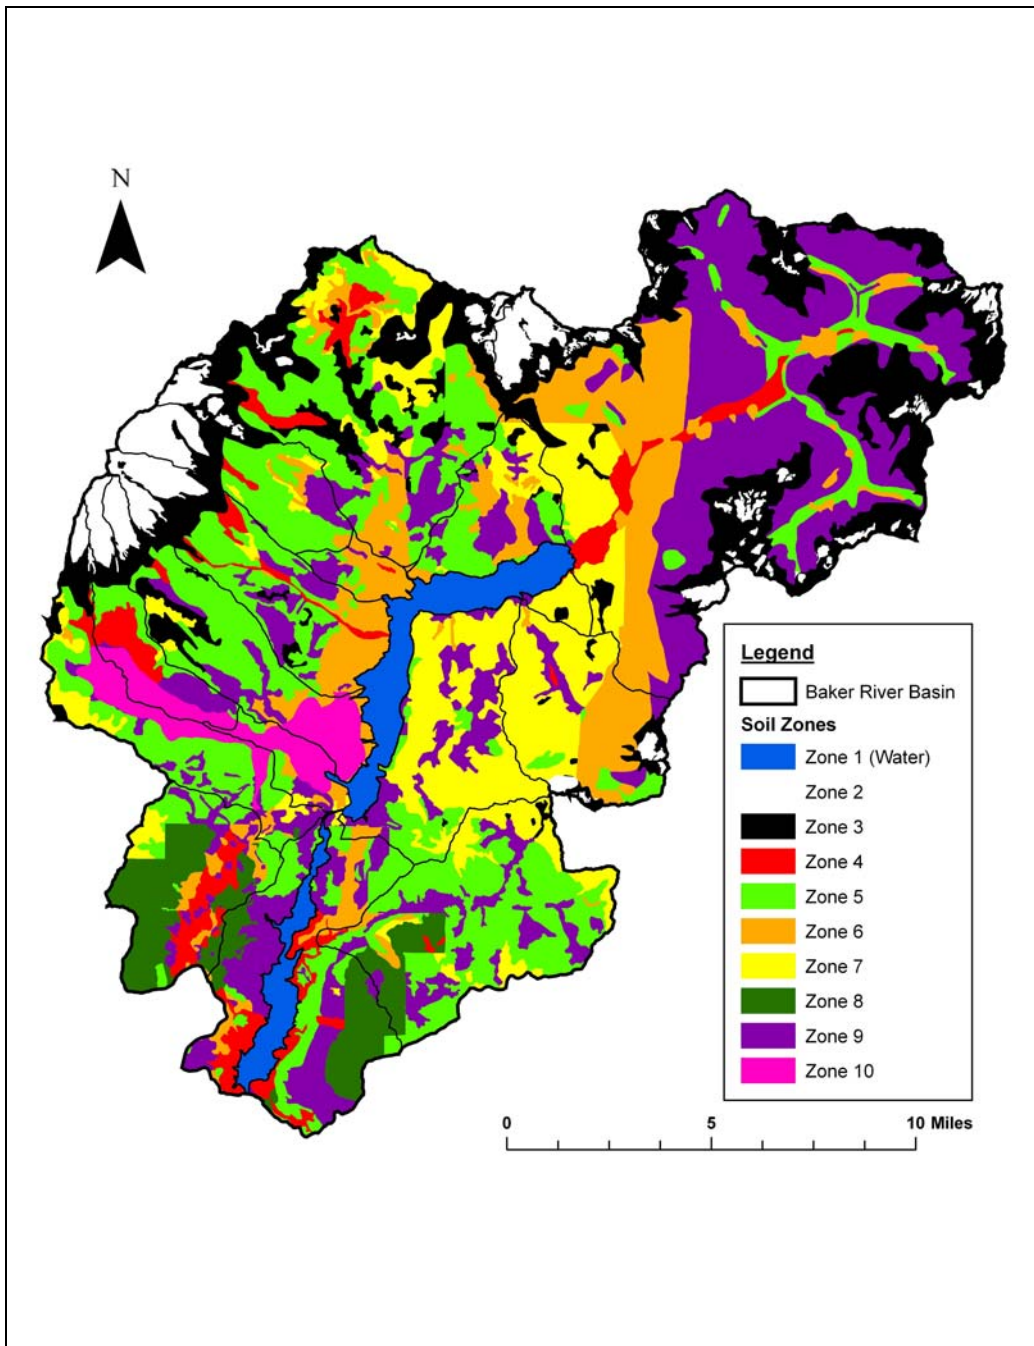 N
Legend
Baker River Basin
Soil Zones
Zone 1 (Water)
Zone 2
Zone 3
Zone 4
Zone 5
Zone 6
Zone 7
Zone 8
Zone 9
Zone 10
0 5 10 Miles